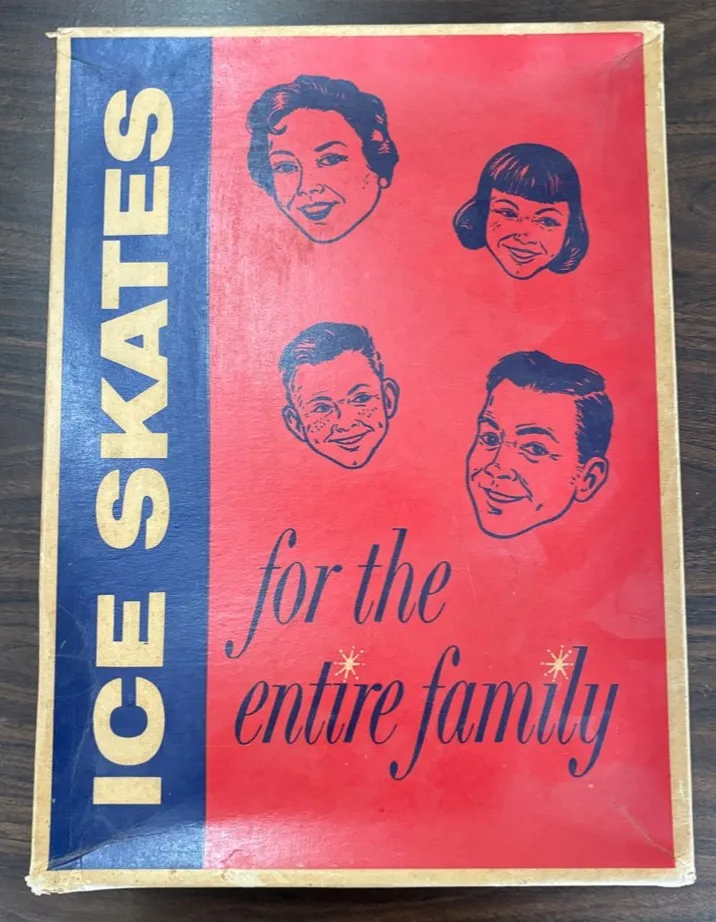 ICE SKATES
for the
entire family